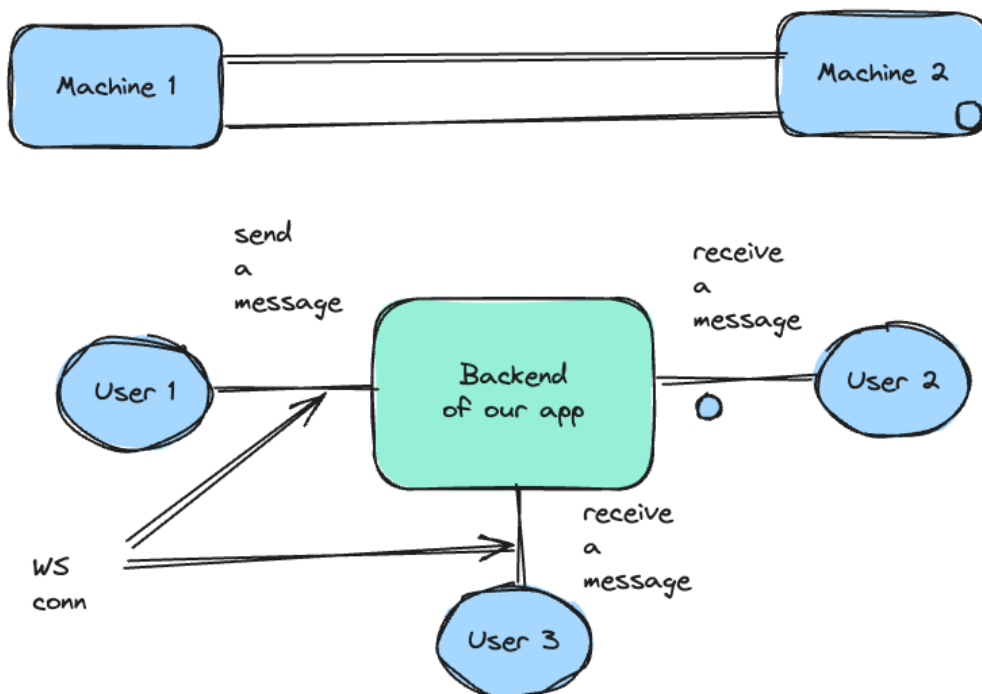 Machine 1
Machine 2
send
a
message
receive
a
message
User 1
Backend
of our app
User 2
receive
a
message
WS
conn
User 3